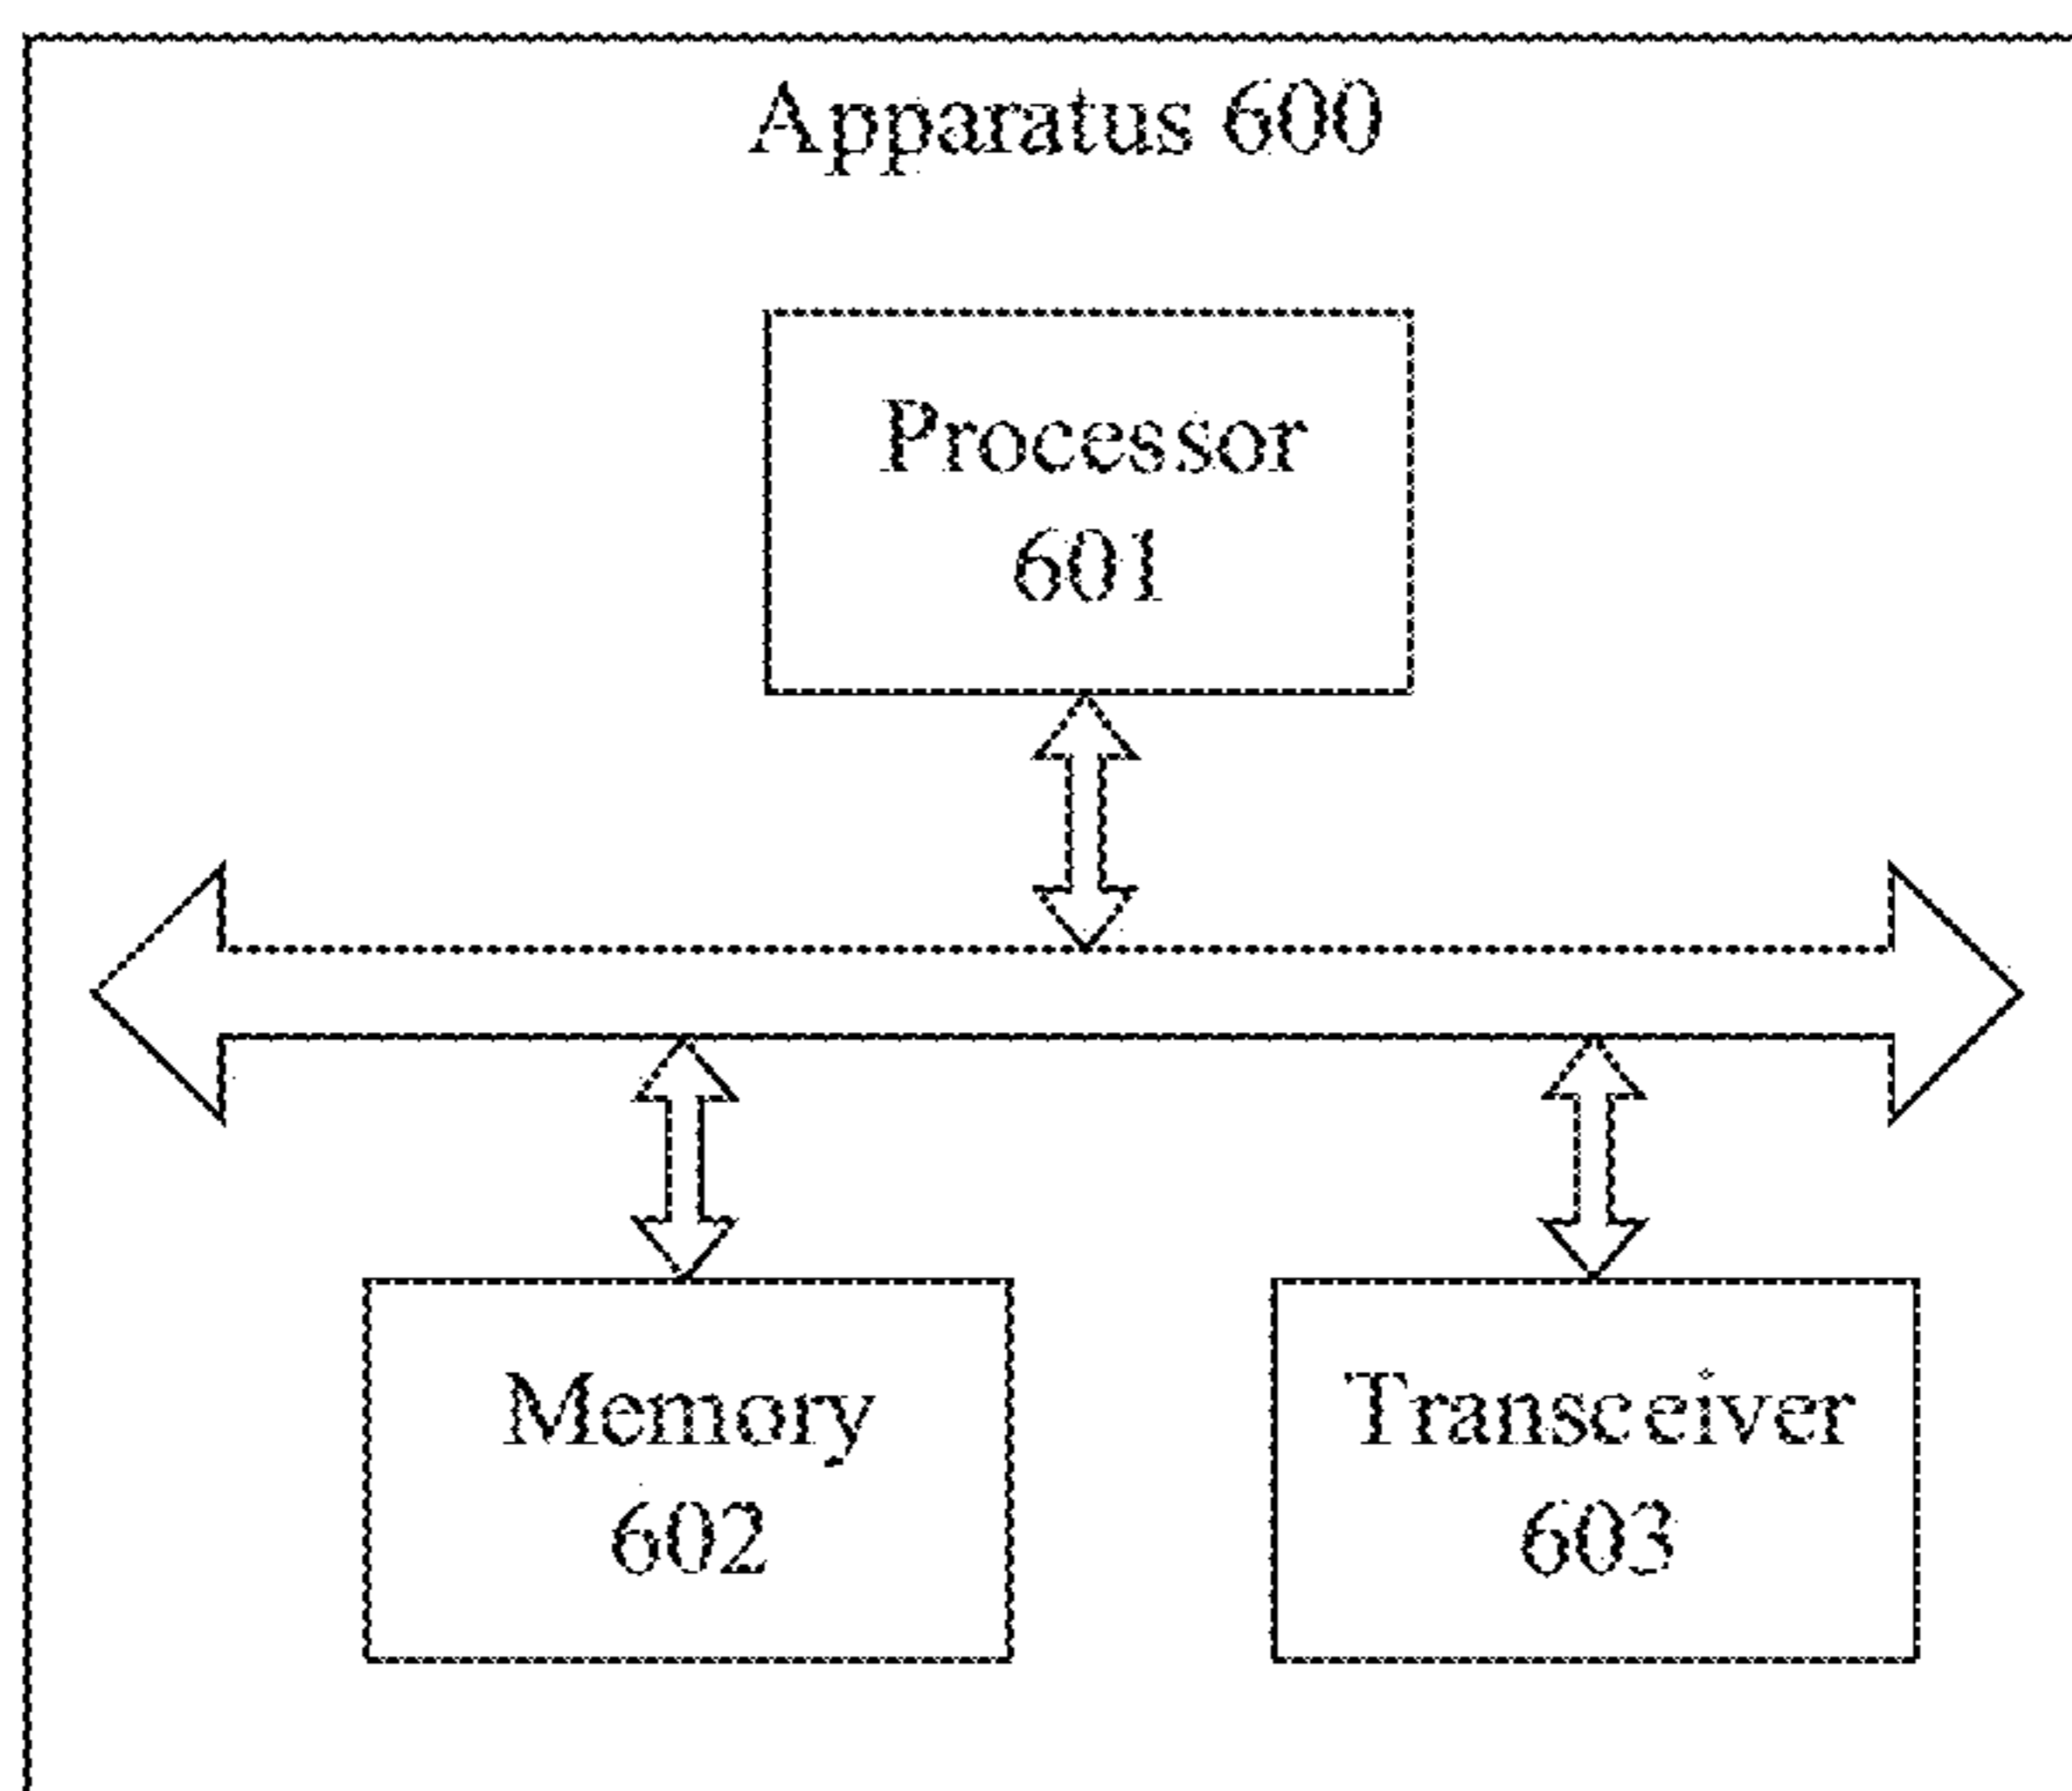 Apparatus 600
Processor
601
Memory
602
Transceiver
603